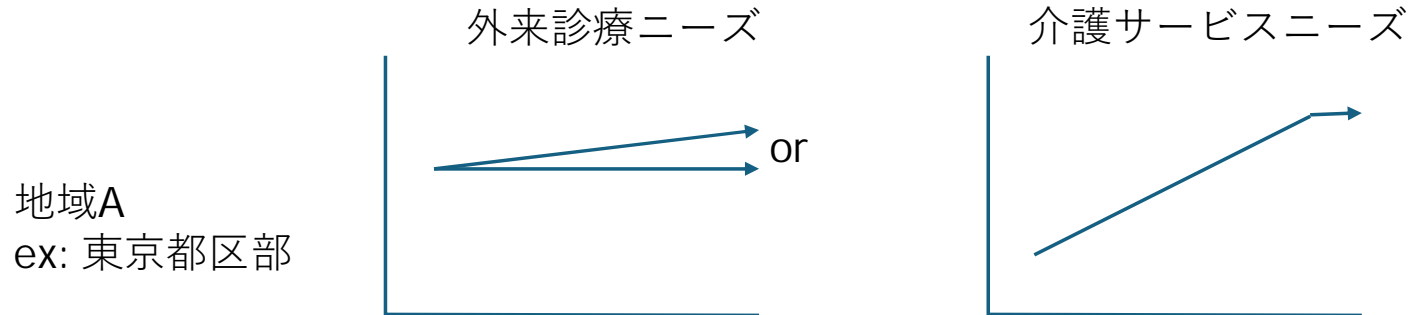 外来診療ニーズ
介護サービスニーズ
or
地域A
ex: 東京都区部